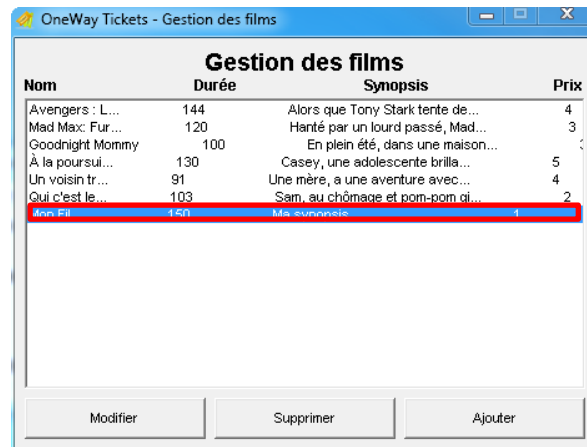 OneWay Tickets - Gestion des films
Gestion des films
Nom Durée Synopsis Prix
Avengers : L... 144 Alors que Tony Stark tente de... 4
Mad Max: Fur... 120 Hanté par un lourd passé, Mad... 3
Goodnight Mommy 100 En plein été, dans une maison...
À la poursui... 130 Casey, une adolescente brilla... 5
Un voisin tr... 91 Une mère, a une aventure avec... 4
Qui c'est le... 103 Sam, au chômage et pom-pom gi... 2
Mon Fil... 150 Ma synopsis 1
Modifier Supprimer Ajouter